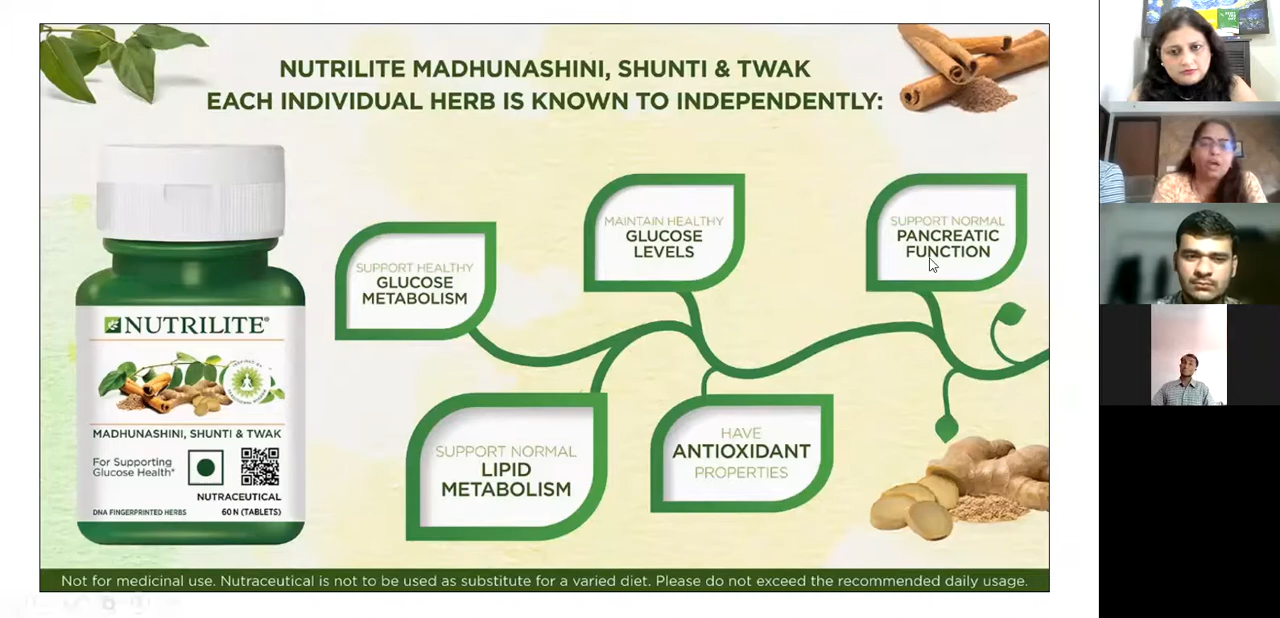 NUTRILITE MADHUNASHINI, SHUNTI & TWAK
EACH INDIVIDUAL HERB IS KNOWN TO INDEPENDENTLY:
SUPPORT HEALTHY
GLUCOSE
METABOLISM
MAINTAIN HEALTHY
GLUCOSE
LEVELS
SUPPORT NORMAL
PANCREATIC
FUNCTION
SUPPORT NORMAL
LIPID
METABOLISM
HAVE
ANTIOXIDANT
PROPERTIES
NUTRILITE®
MADHUNASHINI, SHUNTI & TWAK
For Supporting
Glucose Health*
NUTRACEUTICAL
DNA FINGERPRINTED HERBS
60 N (TABLETS)
Not for medicinal use. Nutraceutical is not to be used as substitute for a varied diet. Please do not exceed the recommended daily usage.